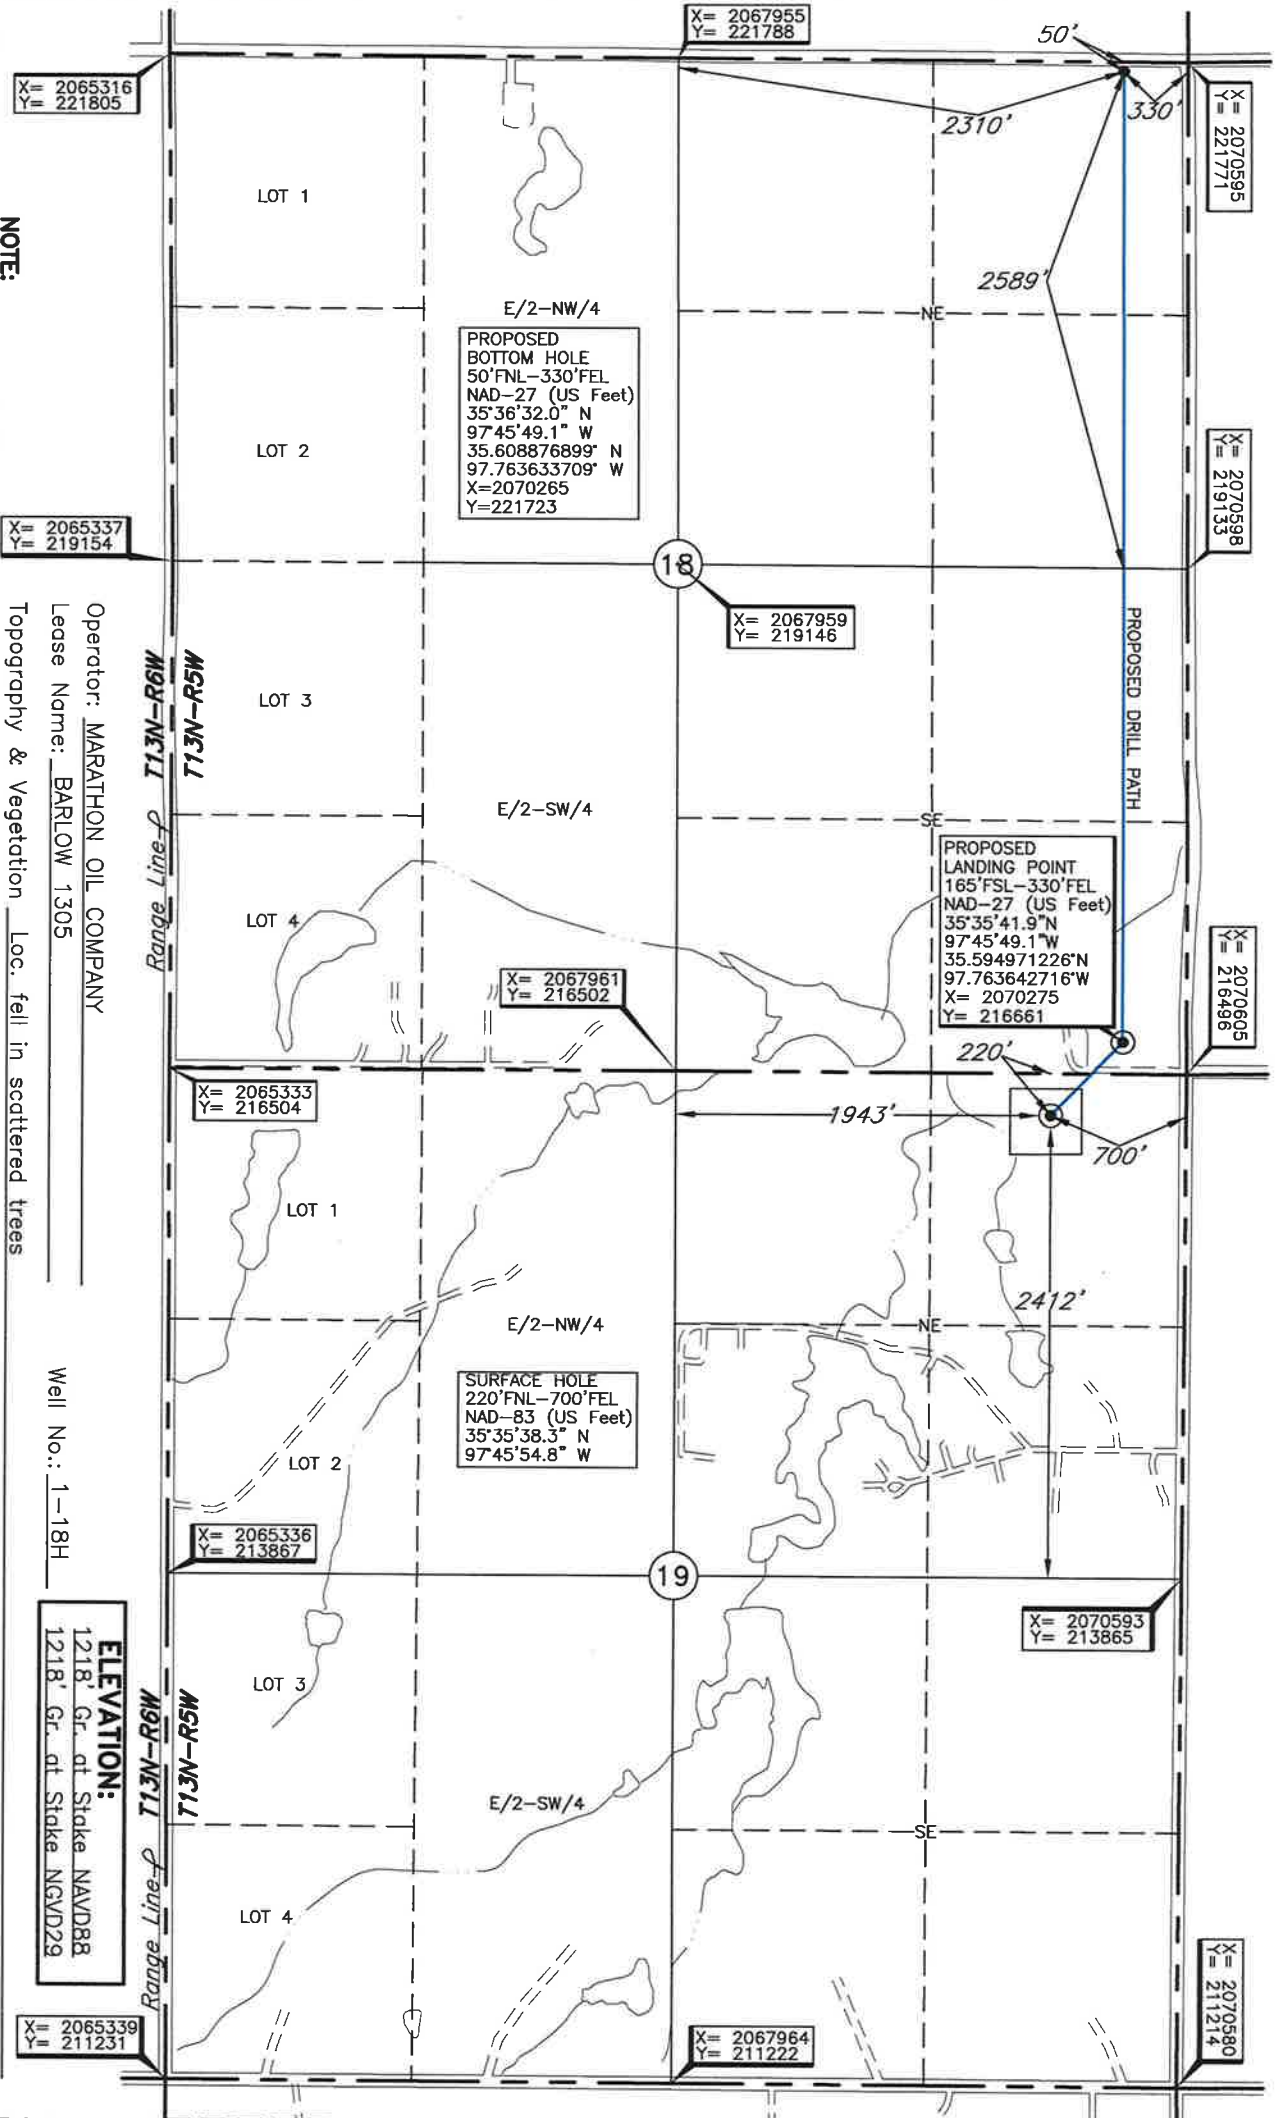 X= 2067955
Y= 221788
50'
X= 2065316
Y= 221805
X= 2070595
Y= 221771
2310'
330'
LOT 1
NOTE:
2589'
E/2-NW/4
NE
PROPOSED
BOTTOM HOLE
50'FNL-330'FEL
NAD-27 (US Feet)
35°36'32.0" N
97°45'49.1" W
35.608876899° N
97.763633709° W
X=2070265
Y=221723
LOT 2
X= 2070598
Y= 219133
X= 2065337
Y= 219154
18
X= 2067959
Y= 219146
PROPOSED DRILL PATH
LOT 3
T13N-R6W
T13N-R5W
Range Line
E/2-SW/4
SE
PROPOSED
LANDING POINT
165'FSL-330'FEL
NAD-27 (US Feet)
35°35'41.9"N
97°45'49.1"W
35.594971226°N
97.763642716°W
X= 2070275
Y= 216661
LOT 4
X= 2067961
Y= 216502
X= 2070605
Y= 216496
220'
X= 2065333
Y= 216504
1943'
700'
LOT 1
2412'
E/2-NW/4
NE
SURFACE HOLE
220'FNL-700'FEL
NAD-83 (US Feet)
35°35'38.3" N
97°45'54.8" W
LOT 2
X= 2065336
Y= 213867
19
X= 2070593
Y= 213865
LOT 3
T13N-R6W
T13N-R5W
Range Line
E/2-SW/4
SE
LOT 4
X= 2070580
Y= 211214
X= 2065339
Y= 211231
X= 2067964
Y= 211222
Operator: MARATHON OIL COMPANY
Lease Name: BARLOW 1305
Well No.: 1-18H
Topography & Vegetation Loc. fell in scattered trees
ELEVATION:
1218' Gr. at Stake NAVD88
1218' Gr. at Stake NGVD29